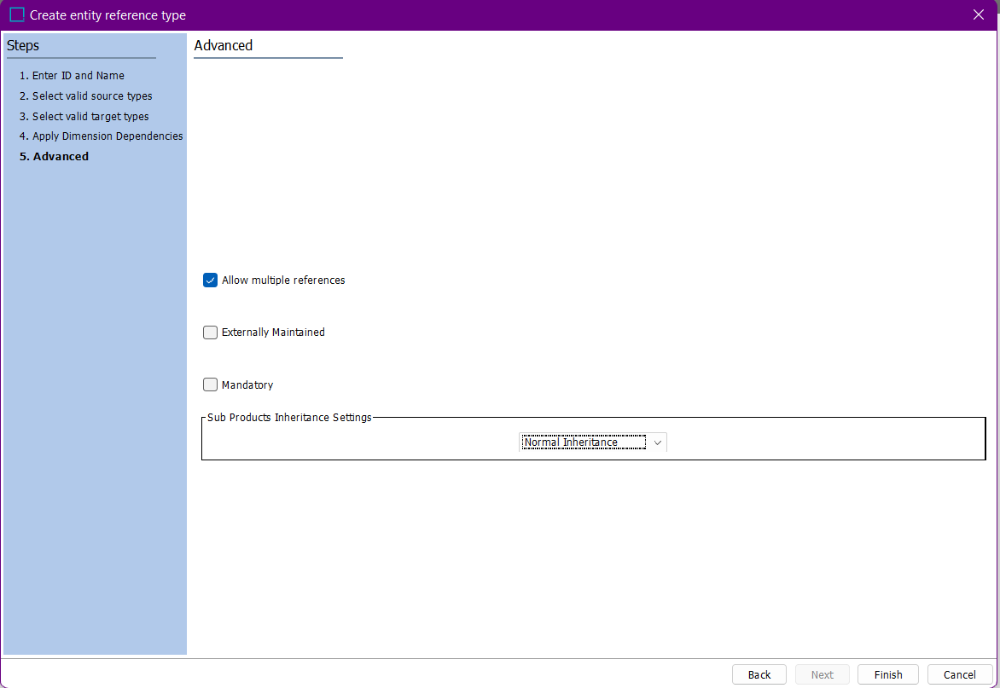 Create entity reference type
Steps
1. Enter ID and Name
2. Select valid source types
3. Select valid target types
4. Apply Dimension Dependencies
5. Advanced
Advanced
Allow multiple references
Externally Maintained
Mandatory
Sub Products Inheritance Settings
Normal Inheritance
Back Next Finish Cancel